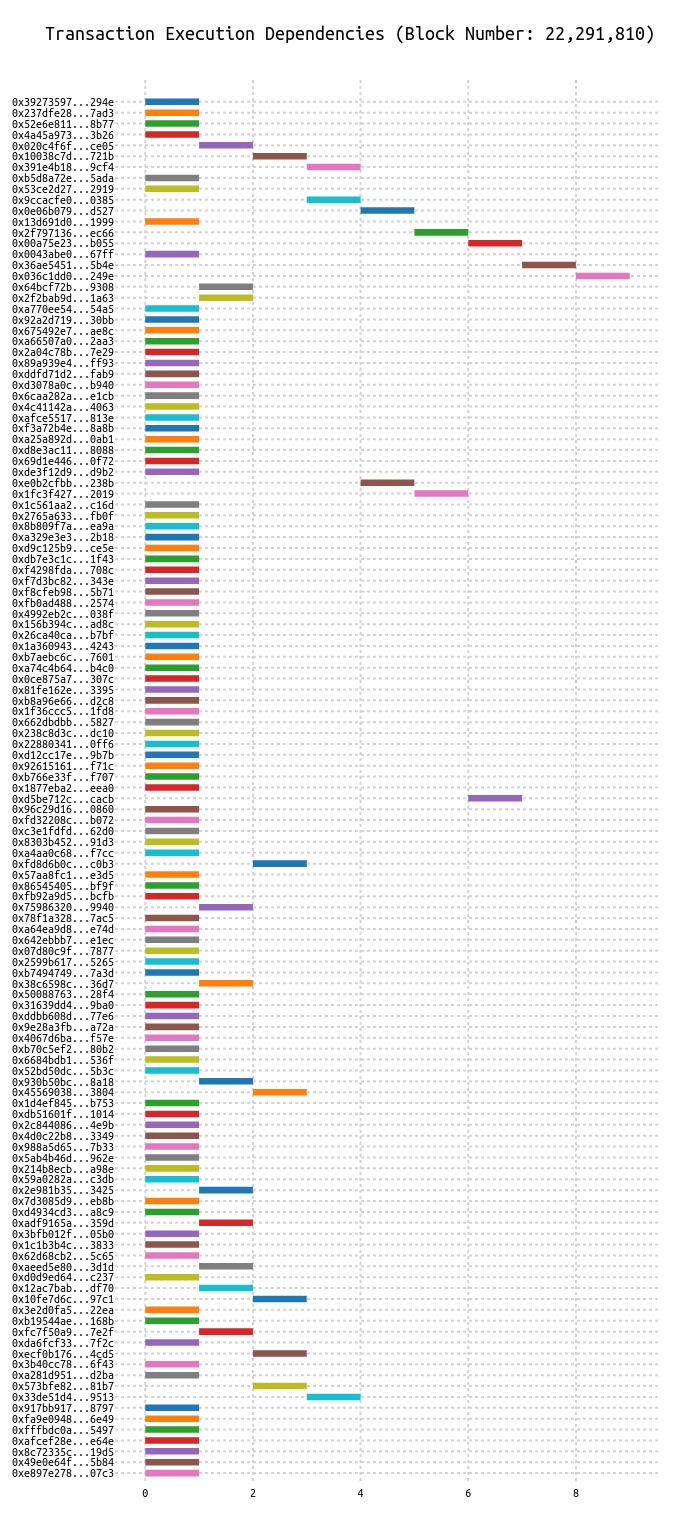 Transaction Execution Dependencies (Block Number: 22,291,810)
0x39273597...294e
0x237dfe28...7ad3
0x52e6e811...8b77
0x4a45a973...3b26
0x020c4f6f...ce05
0x10038c7d...721b
0x391e4b18...9cf4
0xb5d8a72e...5ada
0x53ce2d27...2919
0x9ccacfe0...0385
0x0e06b079...d527
0x13d691d0...1999
0x2f797136...ec66
0x00a75e23...b055
0x0043abe0...67ff
0x36ae5451...5b4e
0x036c1dd0...249e
0x64bcf72b...9308
0x2f2bab9d...1a63
0xa770ee54...54a5
0x92a2d719...30bb
0x675492e7...ae8c
0xa66507a0...2aa3
0x2a04c78b...7e29
0x89a939e4...ff93
0xddfd71d2...fab9
0xd3078a0c...b940
0x6caa282a...e1cb
0x4c41142a...4063
0xafce5517...813e
0xf3a72b4e...8a8b
0xa25a892d...0ab1
0xd8e3ac11...8088
0x69d1e446...0f72
0xde3f12d9...d9b2
0xe0b2cfbb...238b
0x1fc3f427...2019
0x1c561aa2...c16d
0x2765a633...fb0f
0x8b809f7a...ea9a
0xa329e3e3...2b18
0xd9c125b9...ce5e
0xdb7e3c1c...1f43
0xf4298fda...708c
0xf7d3bc82...343e
0xf8cfeb98...5b71
0xfb0ad488...2574
0x4992eb2c...038f
0x156b394c...ad8c
0x26ca40ca...b7bf
0x1a360943...4243
0xb7aebc6c...7601
0xa74c4b64...b4c0
0x0ce875a7...307c
0x81fe162e...3395
0xb8a96e66...d2c8
0x1f36ccc5...1fd8
0x662dbdbb...5827
0x238c8d3c...dc10
0x22880341...0ff6
0xd12cc17e...9b7b
0x92615161...f71c
0xb766e33f...f707
0x1877eba2...eea0
0xd5be712c...cacb
0x96c29d16...0860
0xfd32208c...b072
0xc3e1fdfd...62d0
0x8303b452...91d3
0xa4aa0c68...f7cc
0xfd8d6b0c...c0b3
0x57aa8fc1...e3d5
0x86545405...bf9f
0xfb92a9d5...bcfb
0x75986320...9940
0x78f1a328...7ac5
0xa64ea9d8...e74d
0x642ebbb7...e1ec
0x07d80c9f...7877
0x2599b617...5265
0xb7494749...7a3d
0x38c6598c...36d7
0x50088763...28f4
0x31639dd4...9ba0
0xddbb608d...77e6
0x9e28a3fb...a72a
0x4067d6ba...f57e
0xb70c5ef2...80b2
0x6684bdb1...536f
0x52bd50dc...5b3c
0x930b50bc...8a18
0x45569038...3804
0x1d4ef845...b753
0xdb51601f...1014
0x2c844086...4e9b
0x4d0c22b8...3349
0x988a5d65...7b33
0x5ab4b46d...962e
0x214b8ecb...a98e
0x59a0282a...c3db
0x2e981b35...3425
0x7d3085d9...eb8b
0xd4934cd3...a8c9
0xadf9165a...359d
0x3bfb012f...05b0
0x1c1b3b4c...3833
0x62d68cb2...5c65
0xaeed5e80...3d1d
0xd0d9ed64...c237
0x12ac7bab...df70
0x10fe7d6c...97c1
0x3e2d0fa5...22ea
0xb19544ae...168b
0xfc7f50a9...7e2f
0xda6fcf33...7f2c
0xecf0b176...4cd5
0x3b40cc78...6f43
0xa281d951...d2ba
0x573bfe82...81b7
0x33de51d4...9513
0x917bb917...8797
0xfa9e0948...6e49
0xfffbdc0a...5497
0xafcef28e...e64e
0x8c72335c...19d5
0x49e0e64f...5b84
0xe897e278...07c3
0 2 4 6 8